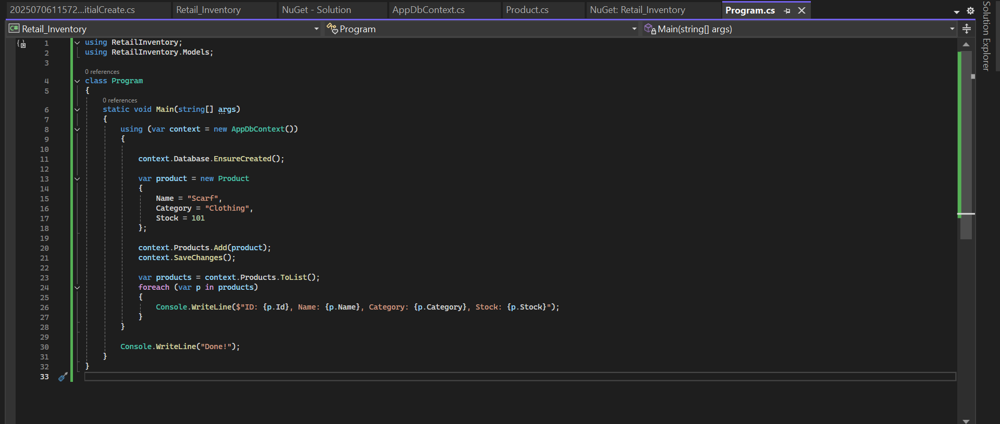 2025070611572...itialCreate.cs Retail_Inventory NuGet - Solution AppDbContext.cs Product.cs NuGet: Retail_Inventory Program.cs
C# Retail_Inventory Program Main(string[] args)
Solution Explorer
1 using RetailInventory;
2 using RetailInventory.Models;
3
0 references
4 class Program
5 {
0 references
6 static void Main(string[] args)
7 {
8 using (var context = new AppDbContext())
9 {
10
11 context.Database.EnsureCreated();
12
13 var product = new Product
14 {
15 Name = "Scarf",
16 Category = "Clothing",
17 Stock = 101
18 };
19
20 context.Products.Add(product);
21 context.SaveChanges();
22
23 var products = context.Products.ToList();
24 foreach (var p in products)
25 {
26 Console.WriteLine($"ID: {p.Id}, Name: {p.Name}, Category: {p.Category}, Stock: {p.Stock}");
27 }
28 }
29
30 Console.WriteLine("Done!");
31 }
32 }
33